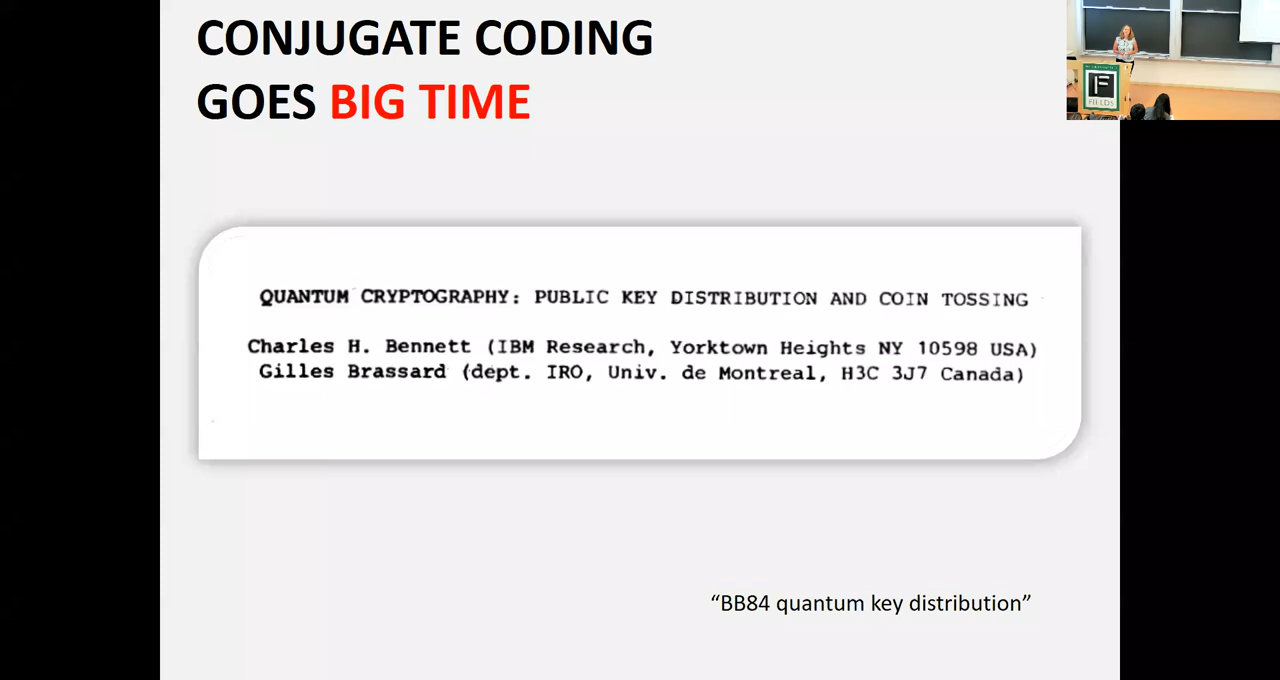 CONJUGATE CODING
GOES BIG TIME
QUANTUM CRYPTOGRAPHY: PUBLIC KEY DISTRIBUTION AND COIN TOSSING
Charles H. Bennett (IBM Research, Yorktown Heights NY 10598 USA)
Gilles Brassard (dept. IRO, Univ. de Montreal, H3C 3J7 Canada)
“BB84 quantum key distribution”
F
FIELDS